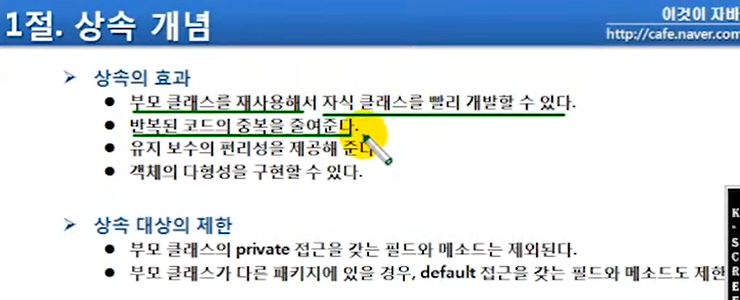 1절. 상속 개념
이것이 자바
http://cafe.naver.com
상속의 효과
부모 클래스를 재사용해서 자식 클래스를 빨리 개발할 수 있다.
반복된 코드의 중복을 줄여준다.
유지 보수의 편리성을 제공해 준다
객체의 다형성을 구현할 수 있다.
상속 대상의 제한
부모 클래스의 private 접근을 갖는 필드와 메소드는 제외된다.
부모 클래스가 다른 패키지에 있을 경우, default 접근을 갖는 필드와 메소드도 제한